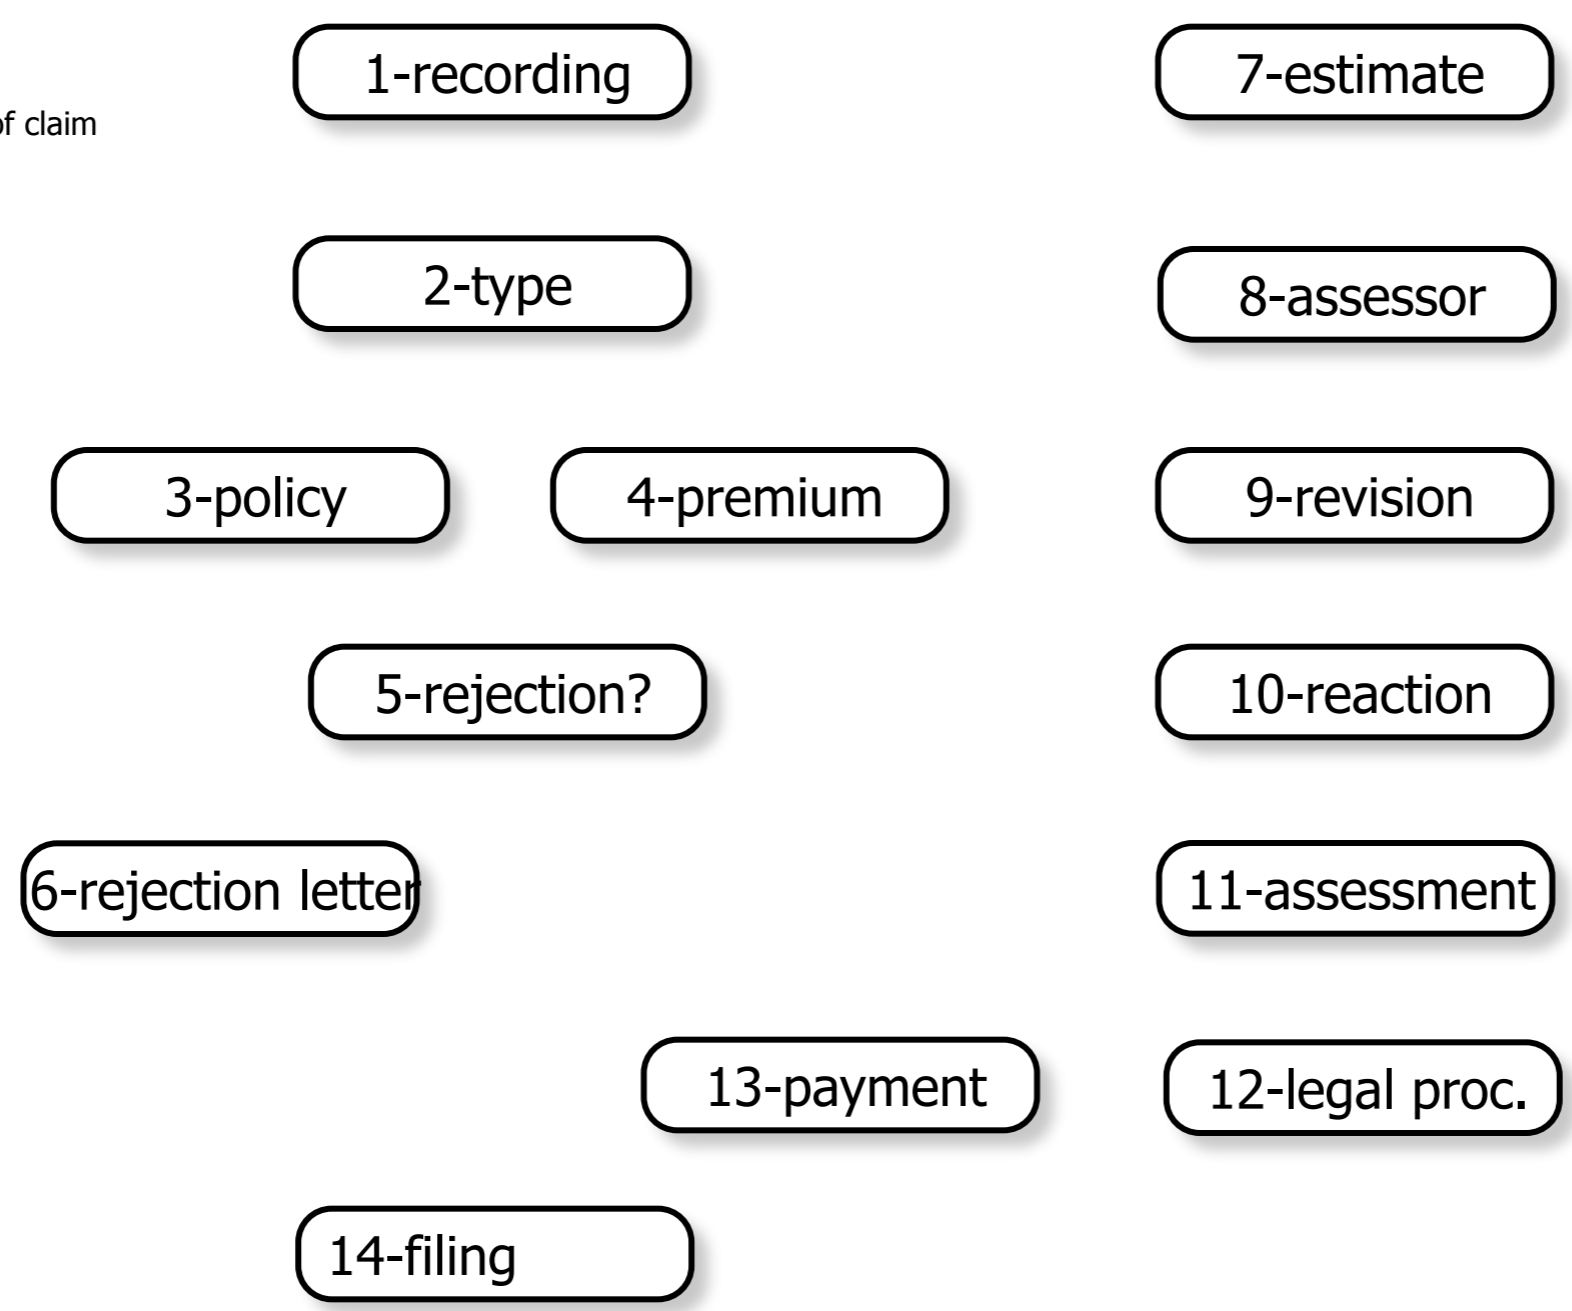 1-recording
7-estimate
of claim
2-type
8-assessor
3-policy
4-premium
9-revision
5-rejection?
10-reaction
6-rejection letter
11-assessment
13-payment
12-legal proc.
14-filing